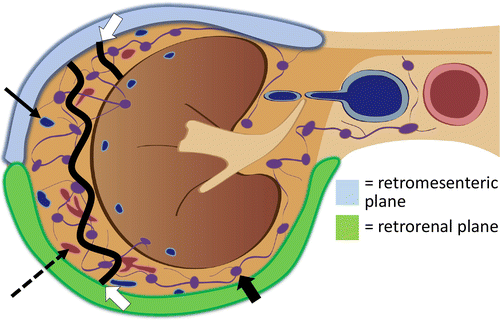 = retromesenteric
plane
= retrorenal plane